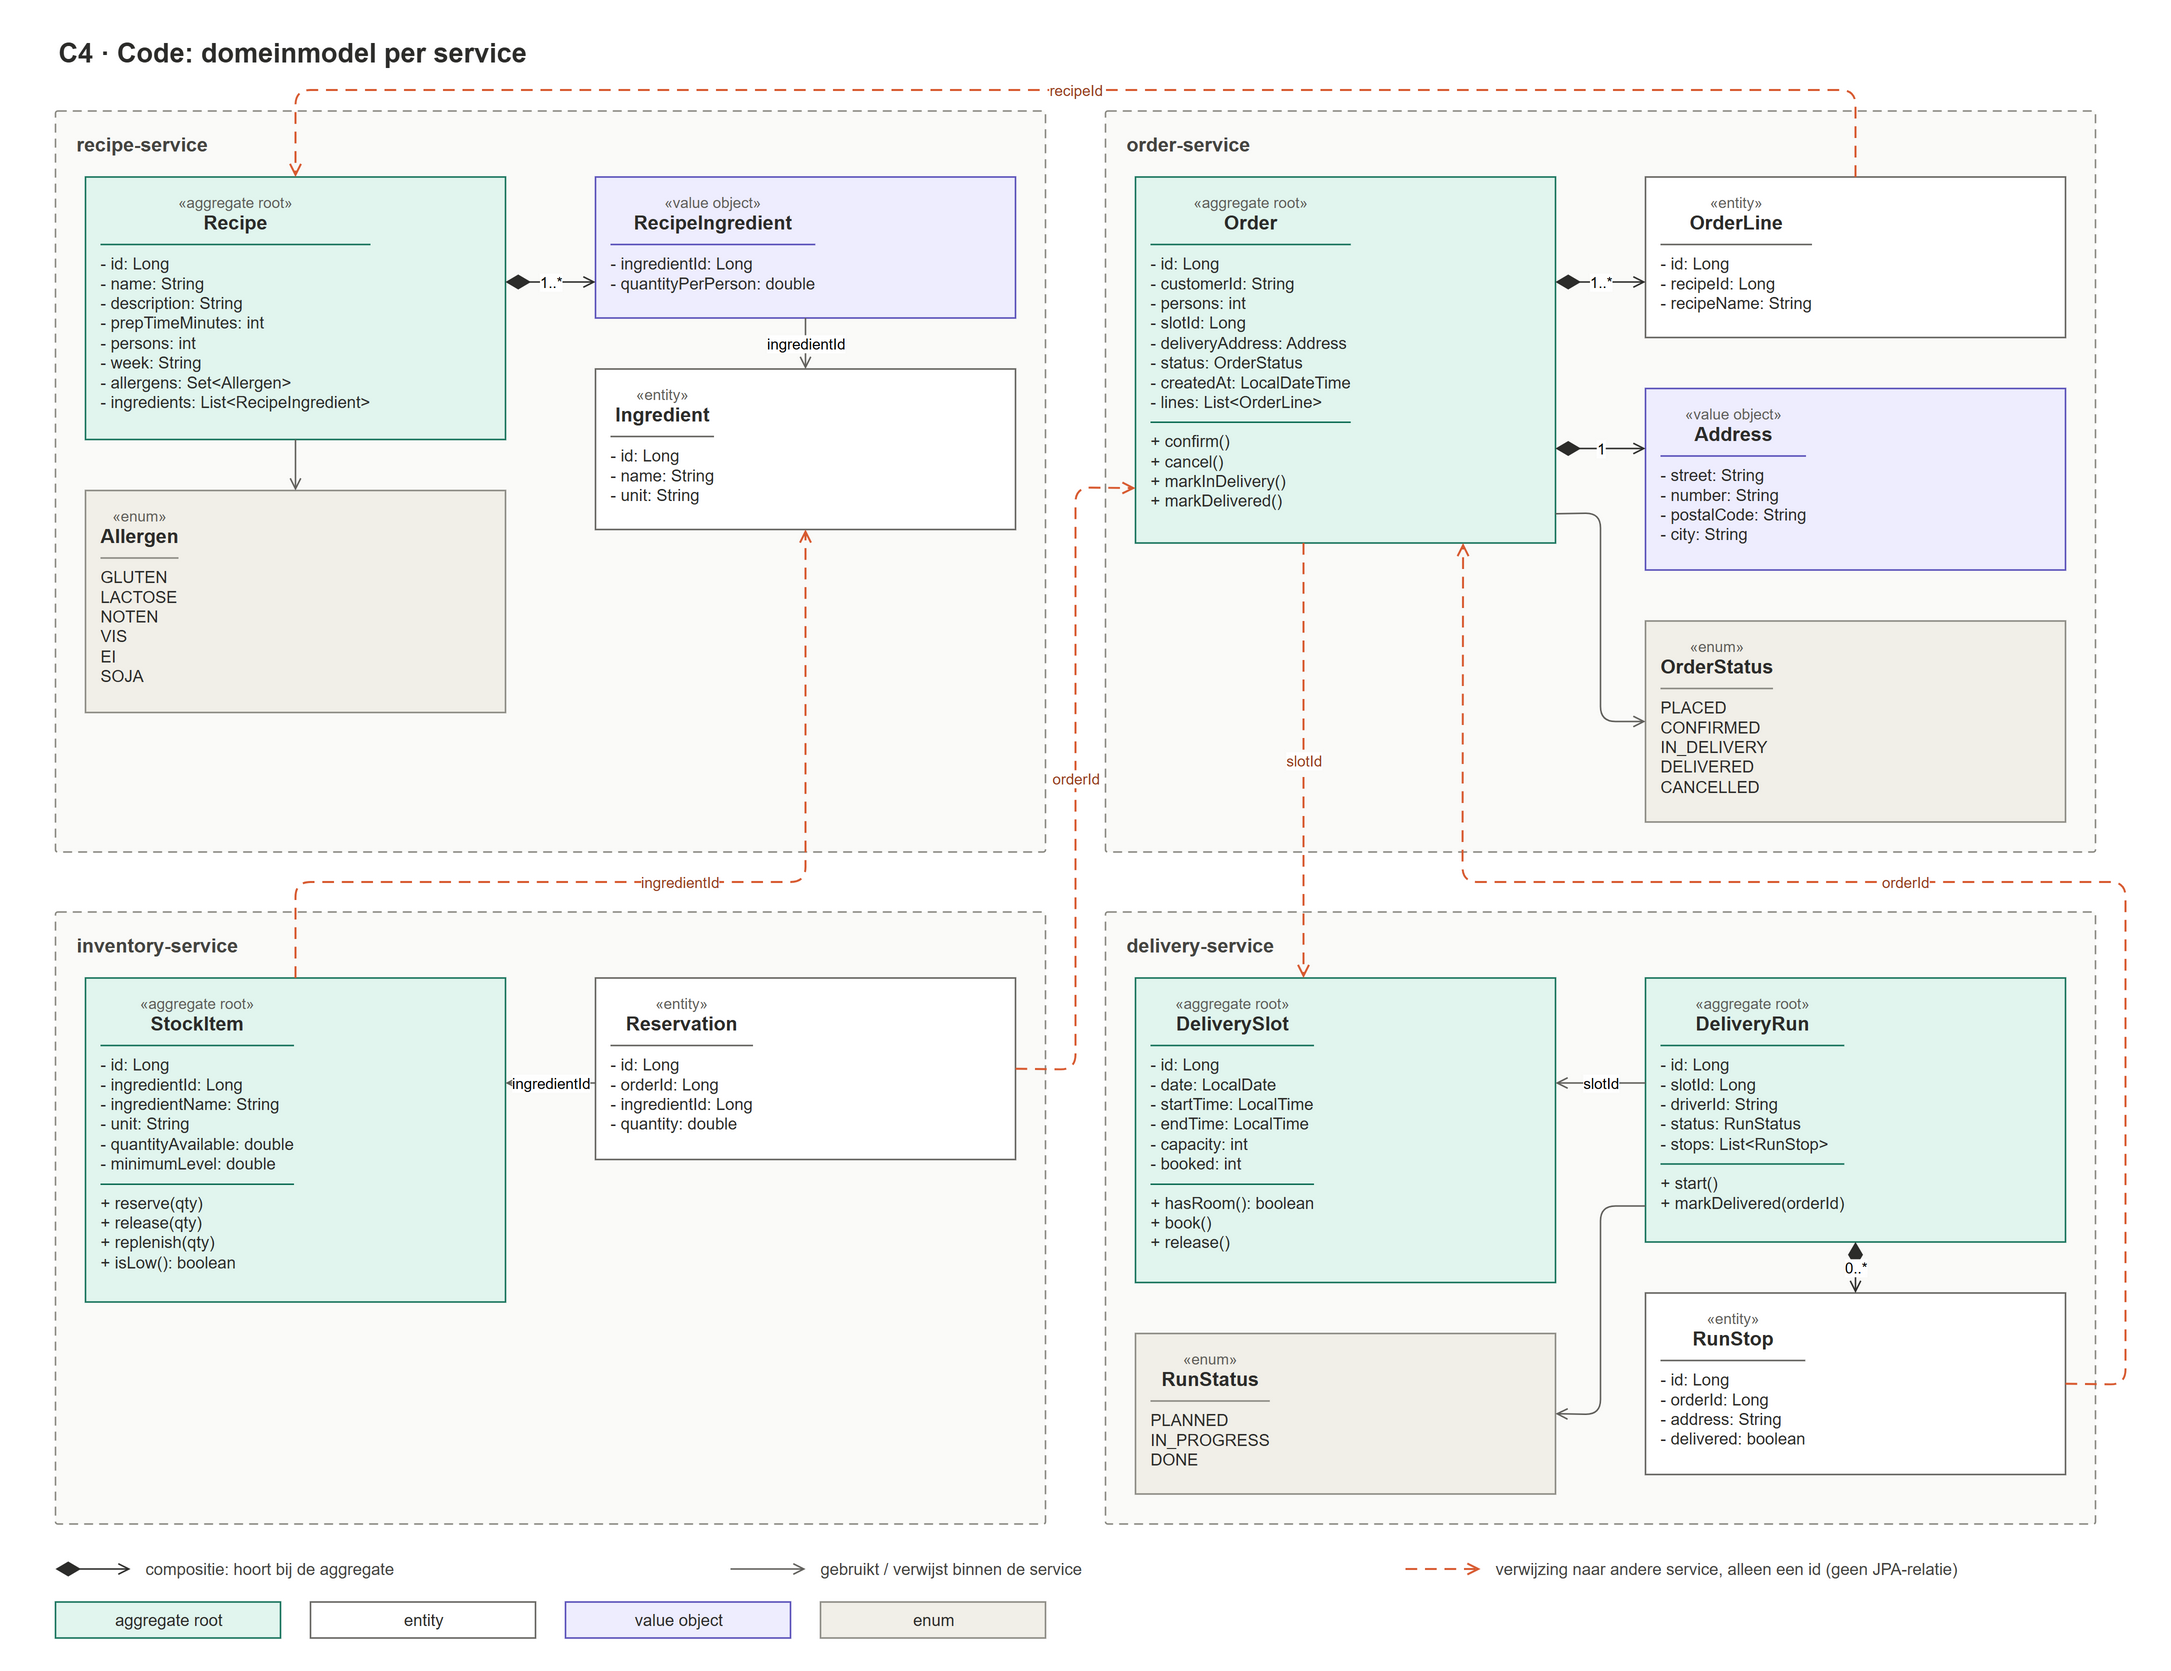 C4 · Code: domeinmodel per service
recipeId
recipe-service
«aggregate root»
Recipe
- id: Long
- name: String
- description: String
- prepTimeMinutes: int
- persons: int
- week: String
- allergens: Set<Allergen>
- ingredients: List<RecipeIngredient>
1..*
«value object»
RecipeIngredient
- ingredientId: Long
- quantityPerPerson: double
ingredientId
«entity»
Ingredient
- id: Long
- name: String
- unit: String
«enum»
Allergen
GLUTEN
LACTOSE
NOTEN
VIS
EI
SOJA
order-service
«aggregate root»
Order
- id: Long
- customerId: String
- persons: int
- slotId: Long
- deliveryAddress: Address
- status: OrderStatus
- createdAt: LocalDateTime
- lines: List<OrderLine>
+ confirm()
+ cancel()
+ markInDelivery()
+ markDelivered()
1..*
«entity»
OrderLine
- id: Long
- recipeId: Long
- recipeName: String
1
«value object»
Address
- street: String
- number: String
- postalCode: String
- city: String
«enum»
OrderStatus
PLACED
CONFIRMED
IN_DELIVERY
DELIVERED
CANCELLED
slotId
orderId
ingredientId
orderId
inventory-service
«aggregate root»
StockItem
- id: Long
- ingredientId: Long
- ingredientName: String
- unit: String
- quantityAvailable: double
- minimumLevel: double
+ reserve(qty)
+ release(qty)
+ replenish(qty)
+ isLow(): boolean
ingredientId
«entity»
Reservation
- id: Long
- orderId: Long
- ingredientId: Long
- quantity: double
delivery-service
«aggregate root»
DeliverySlot
- id: Long
- date: LocalDate
- startTime: LocalTime
- endTime: LocalTime
- capacity: int
- booked: int
+ hasRoom(): boolean
+ book()
+ release()
slotId
«aggregate root»
DeliveryRun
- id: Long
- slotId: Long
- driverId: String
- status: RunStatus
- stops: List<RunStop>
+ start()
+ markDelivered(orderId)
0..*
«enum»
RunStatus
PLANNED
IN_PROGRESS
DONE
«entity»
RunStop
- id: Long
- orderId: Long
- address: String
- delivered: boolean
compositie: hoort bij de aggregate
gebruikt / verwijst binnen de service
verwijzing naar andere service, alleen een id (geen JPA-relatie)
aggregate root
entity
value object
enum